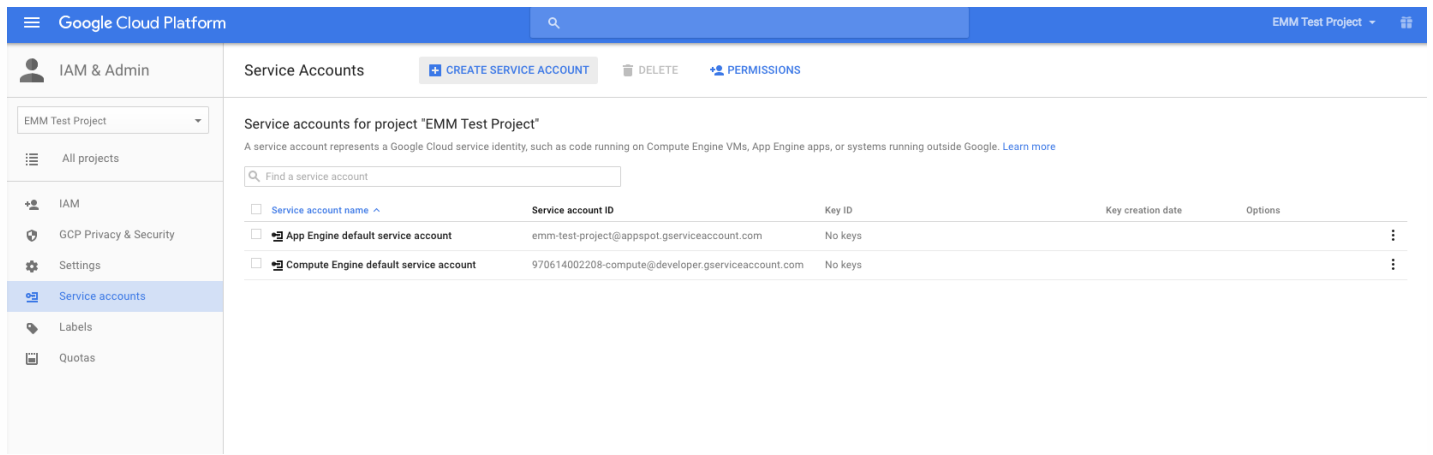 Google Cloud Platform
EMM Test Project
IAM & Admin
Service Accounts
CREATE SERVICE ACCOUNT
DELETE
PERMISSIONS
EMM Test Project
All projects
IAM
GCP Privacy & Security
Settings
Service accounts
Labels
Quotas
Service accounts for project "EMM Test Project"
A service account represents a Google Cloud service identity, such as code running on Compute Engine VMs, App Engine apps, or systems running outside Google. Learn more
Find a service account
Service account name Service account ID Key ID Key creation date Options
App Engine default service account emm-test-project@appspot.gserviceaccount.com No keys
Compute Engine default service account 970614002208-compute@developer.gserviceaccount.com No keys